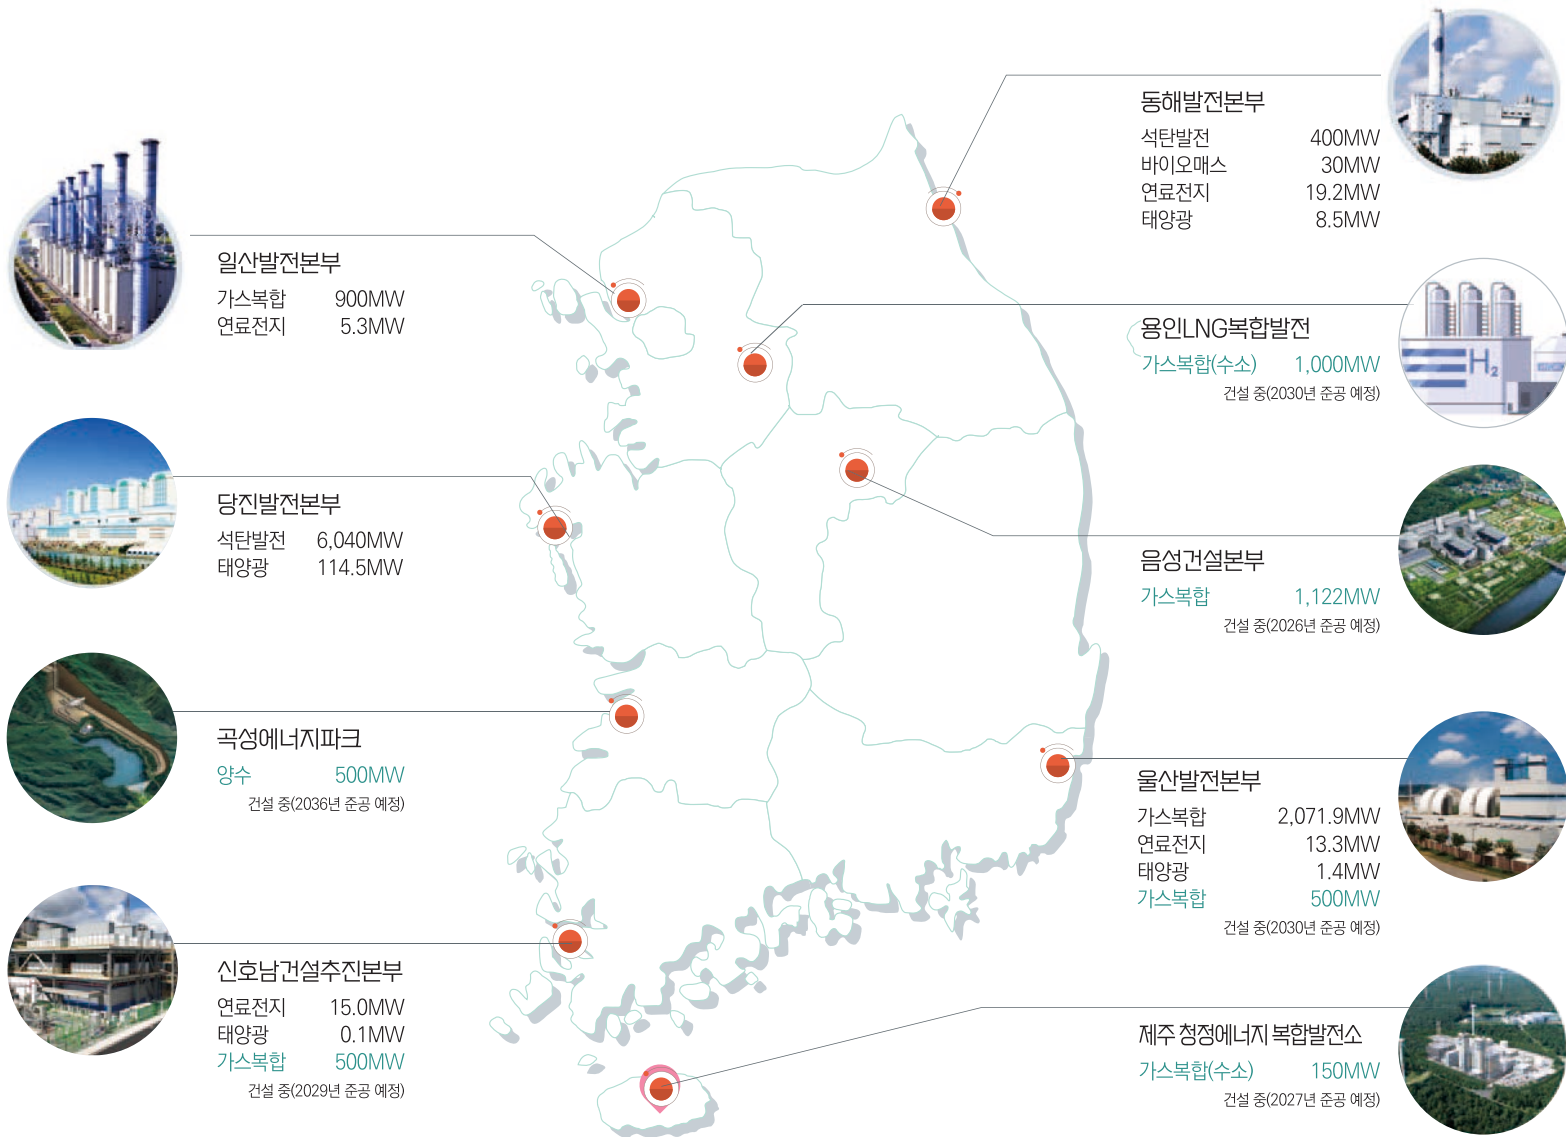 일산발전본부
가스복합 900MW
연료전지 5.3MW
당진발전본부
석탄발전 6,040MW
태양광 114.5MW
곡성에너지파크
양수 500MW
건설 중(2036년 준공 예정)
신호남건설추진본부
연료전지 15.0MW
태양광 0.1MW
가스복합 500MW
건설 중(2029년 준공 예정)
동해발전본부
석탄발전 400MW
바이오매스 30MW
연료전지 19.2MW
태양광 8.5MW
용인LNG복합발전
가스복합(수소) 1,000MW
건설 중(2030년 준공 예정)
H2
음성건설본부
가스복합 1,122MW
건설 중(2026년 준공 예정)
울산발전본부
가스복합 2,071.9MW
연료전지 13.3MW
태양광 1.4MW
가스복합 500MW
건설 중(2030년 준공 예정)
제주 청정에너지 복합발전소
가스복합(수소) 150MW
건설 중(2027년 준공 예정)